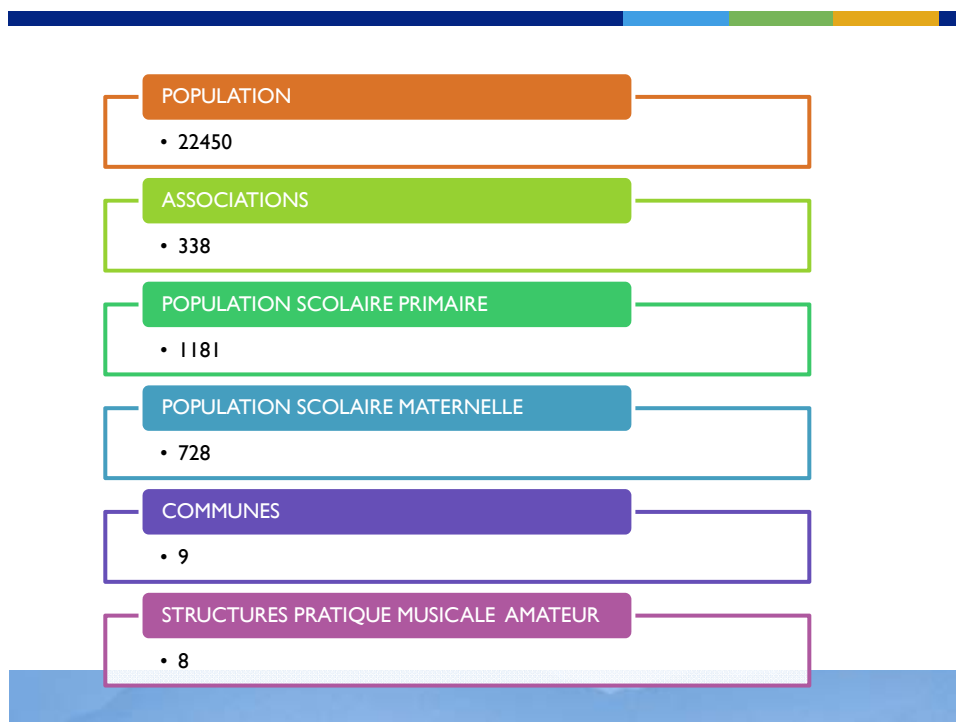 POPULATION
• 22450
ASSOCIATIONS
• 338
POPULATION SCOLAIRE PRIMAIRE
• 1181
POPULATION SCOLAIRE MATERNELLE
• 728
COMMUNES
• 9
STRUCTURES PRATIQUE MUSICALE AMATEUR
• 8